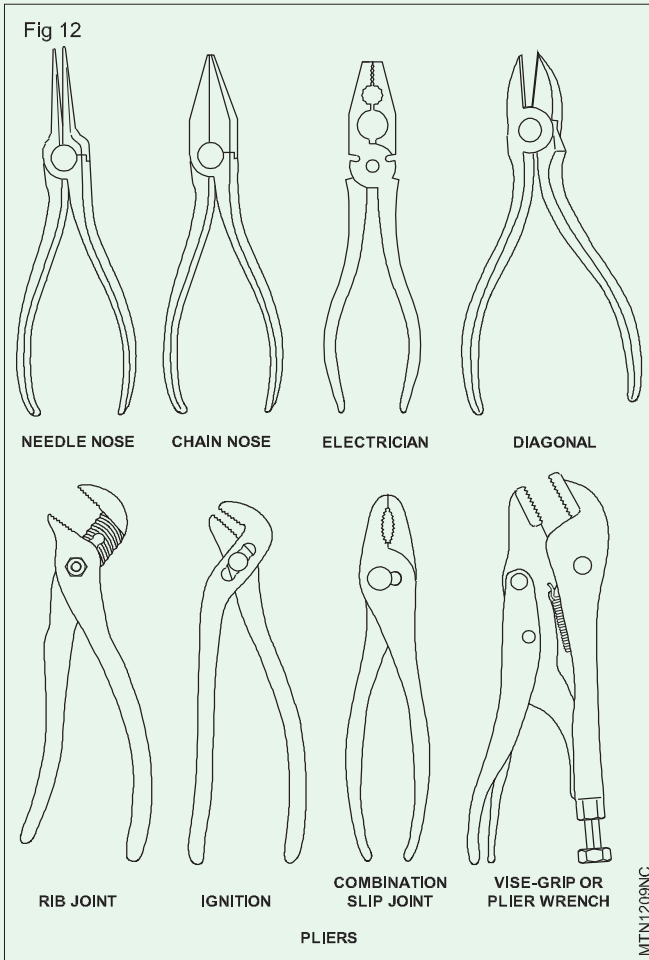 Fig 12
NEEDLE NOSE
CHAIN NOSE
ELECTRICIAN
DIAGONAL
RIB JOINT
IGNITION
COMBINATION
SLIP JOINT
VISE-GRIP OR
PLIER WRENCH
PLIERS
MTN1209NC